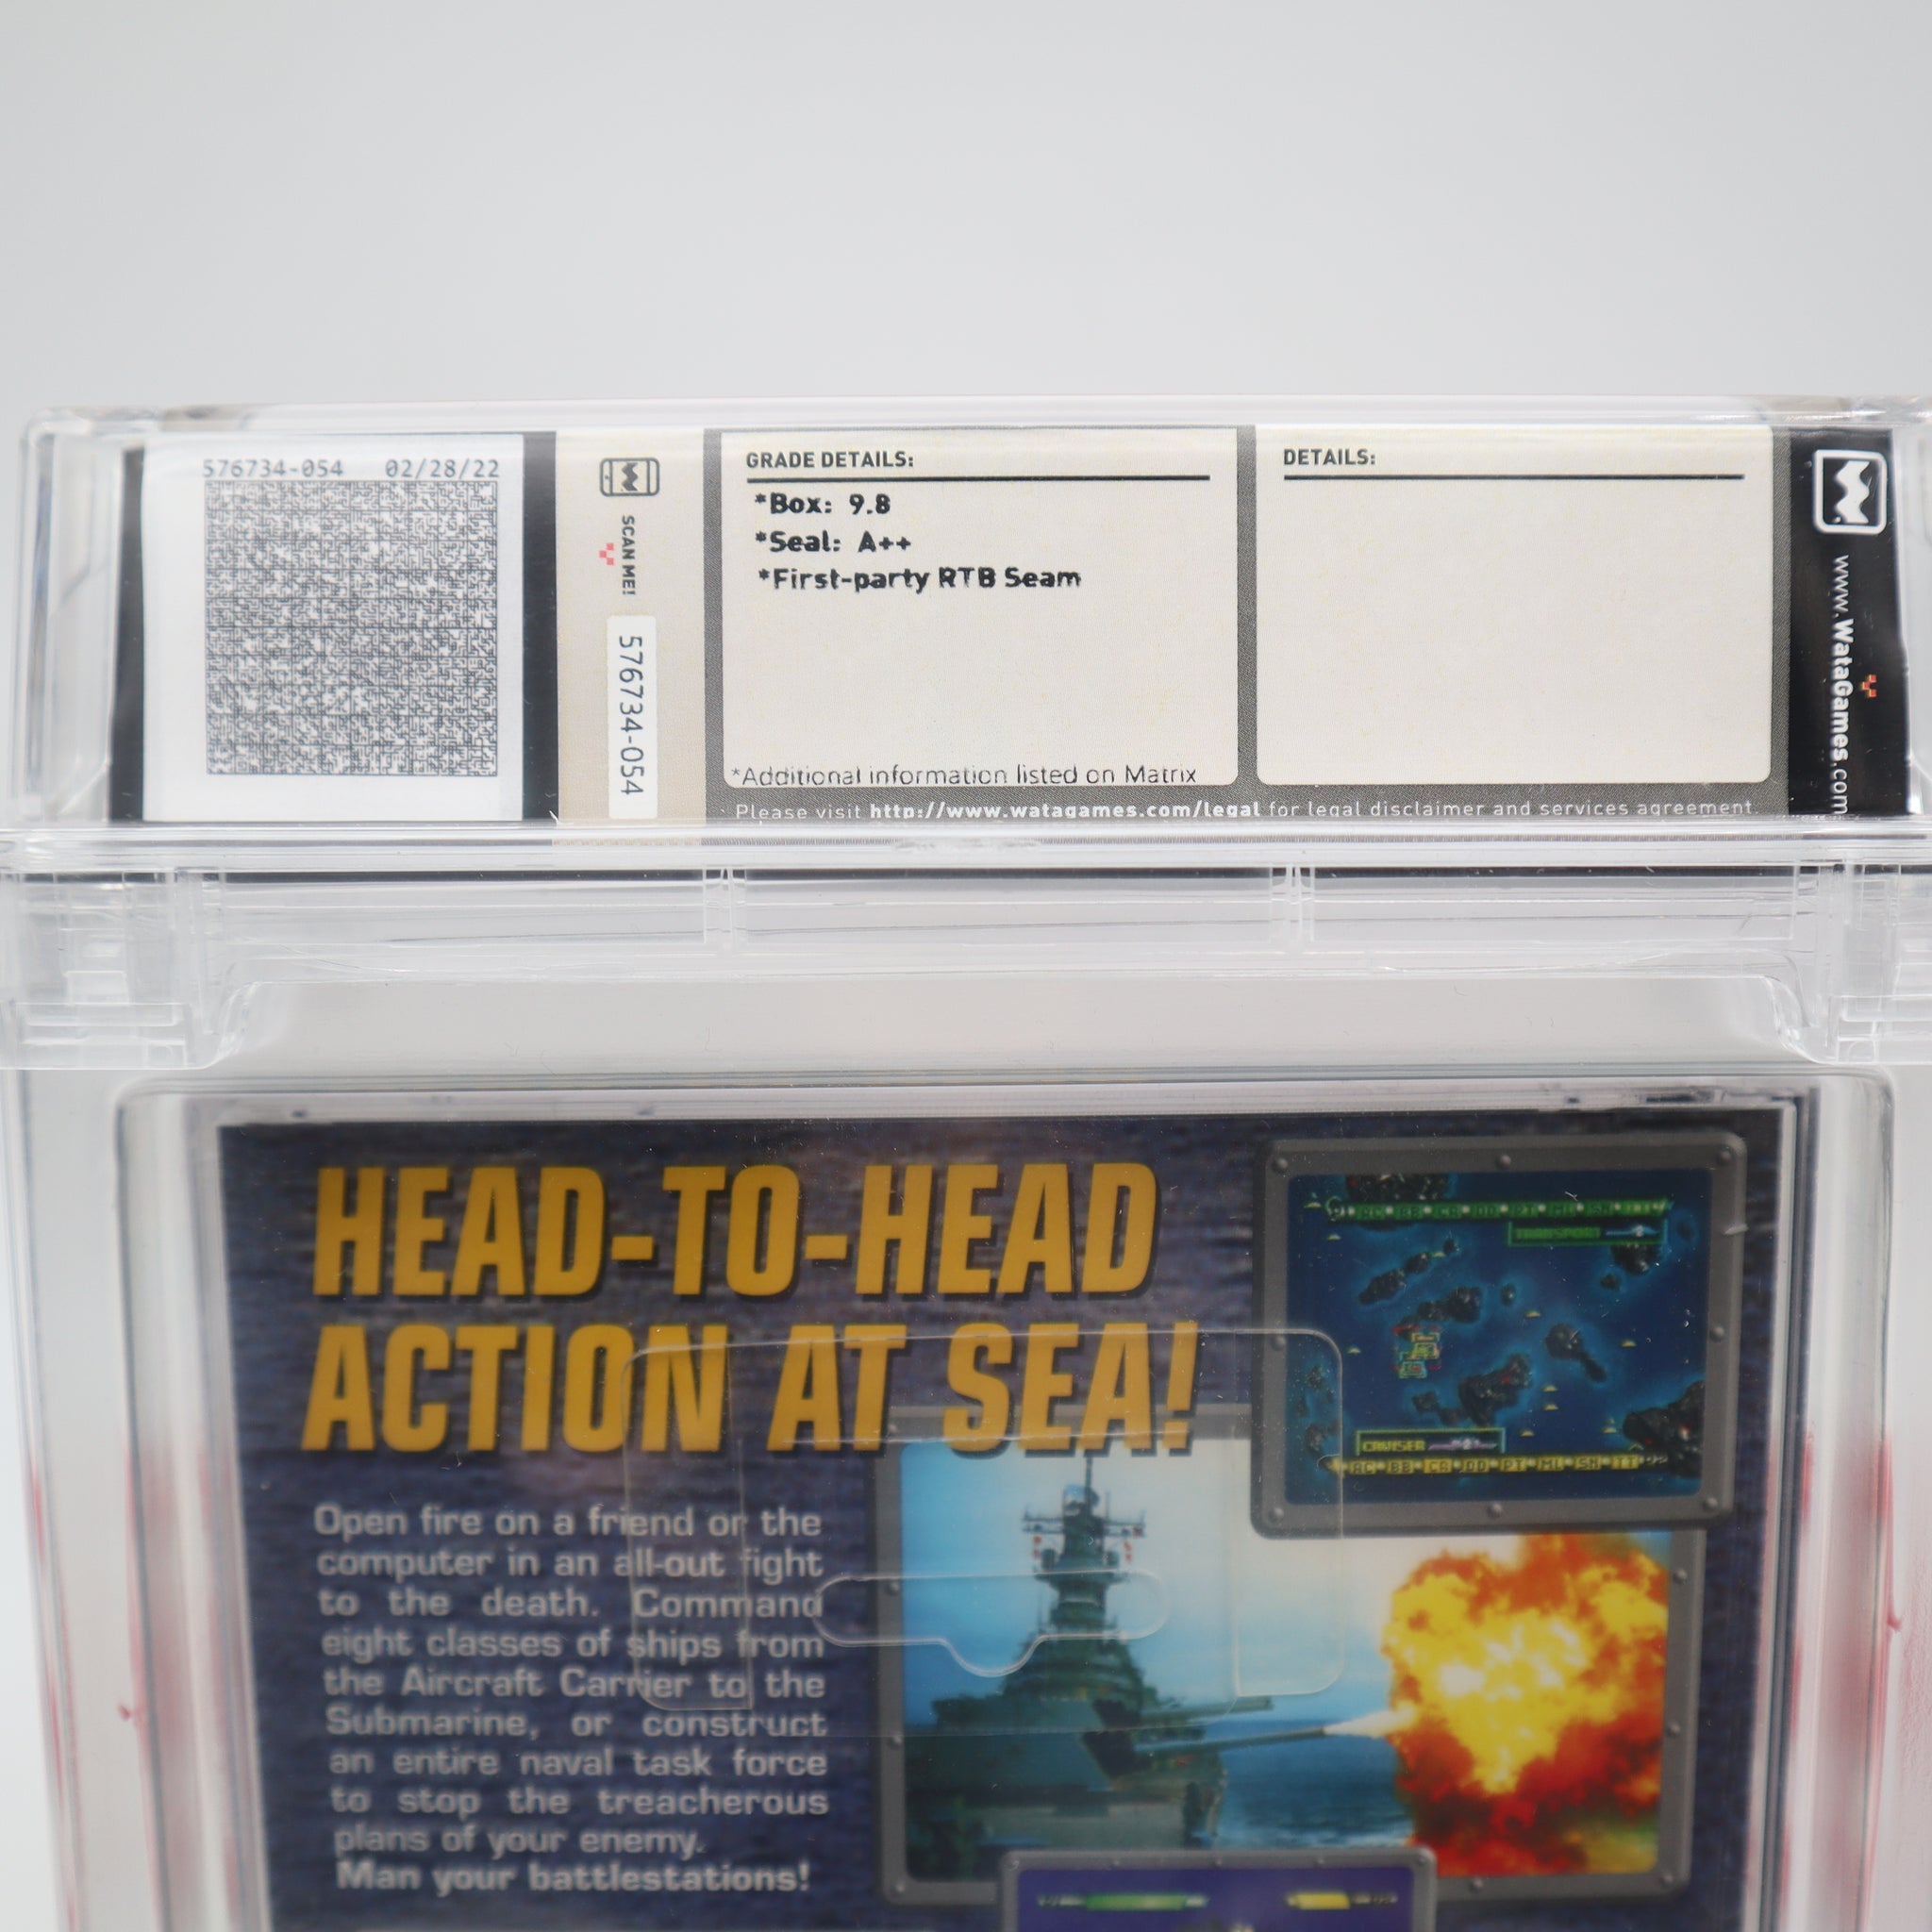 576734-054 02/28/22
SCAN ME!
576734-054
GRADE DETAILS:
*Box: 9.8
*Seal: A++
*First-party RTB Seam
*Additional information listed on Matrix
DETAILS:
www.WataGames.com
Please visit http://www.watagames.com/legal for legal disclaimer and services agreement.
HEAD-TO-HEAD
ACTION AT SEA!
TRANSPORT
CRUISER
Open fire on a friend or the
computer in an all-out fight
to the death. Command
eight classes of ships from
the Aircraft Carrier to the
Submarine, or construct
an entire naval task force
to stop the treacherous
plans of your enemy.
Man your battlestations!